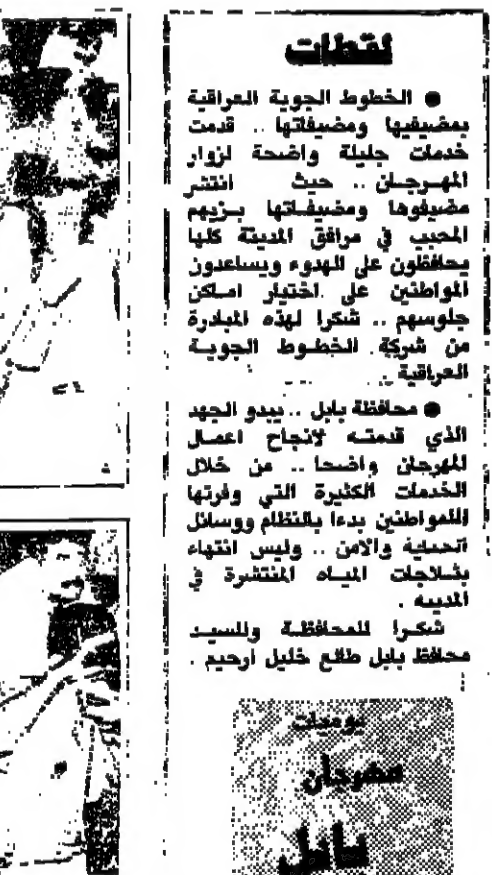 لقطات
● الخطوط الجوية العراقية
بمضيفيها ومضيفاتها .. قدمت
خدمات جليلة واضحة لزوار
المهرجان .. حيث انتشر
مضيفوها ومضيفاتها بزيهم
المحبب في مرافق المدينة كلها
يحافظون على الهدوء ويساعدون
المواطنين على اختيار اماكن
جلوسهم .. شكرا لهذه المبادرة
من شركة الخطوط الجوية
العراقية .
● محافظة بابل .. يبدو الجهد
الذي قدمته لانجاح اعمال
المهرجان واضحا .. من خلال
الخدمات الكثيرة التي وفرتها
للمواطنين بدءا بالنظام ووسائل
الحماية والامن .. وليس انتهاء
بثلاجات المياه المنتشرة في
المدينة .
شكرا للمحافظة وللسيد
محافظ بابل طالع خليل ارحيم .
يوميات
مهرجان
بابل